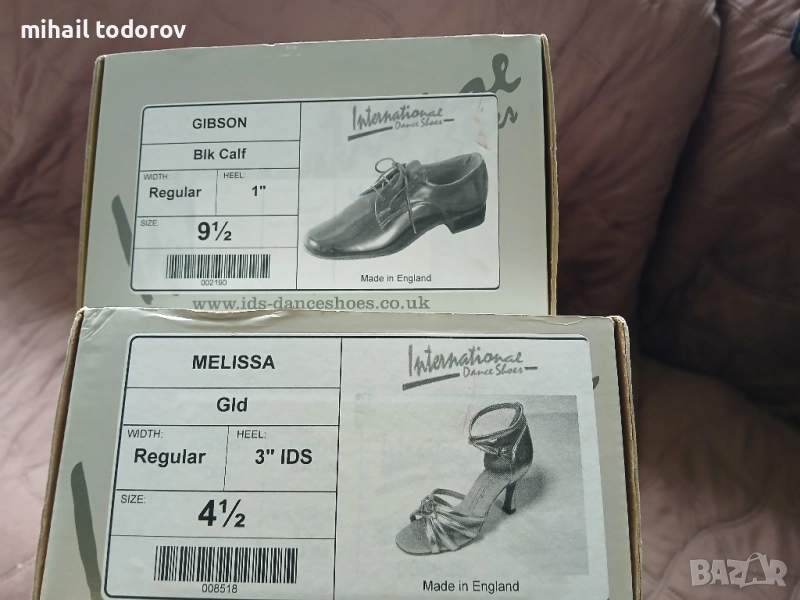 mihail todorov
GIBSON
Blk Calf
WIDTH:
HEEL:
Regular
1"
SIZE:
9½
002190
International
Dance Shoes
Made in England
www.ids-danceshoes.co.uk
MELISSA
Gld
WIDTH:
HEEL:
Regular
3" IDS
SIZE:
4½
008518
International
Dance Shoes
Made in England
BAZAR